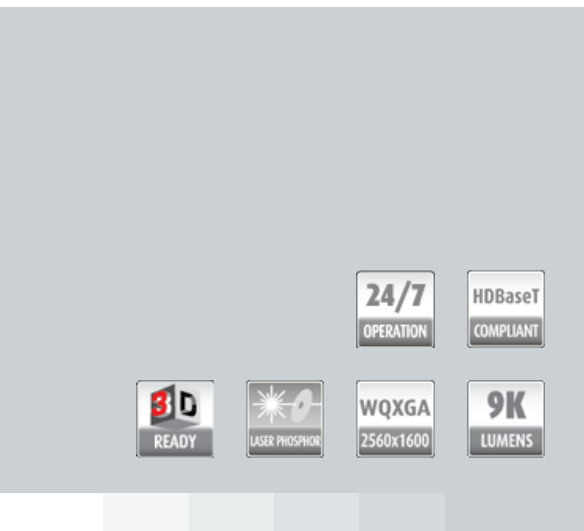 24/7
OPERATION
HDBaseT
COMPLIANT
3D
READY
LASER PHOSPHOR
WQXGA
2560x1600
9K
LUMENS